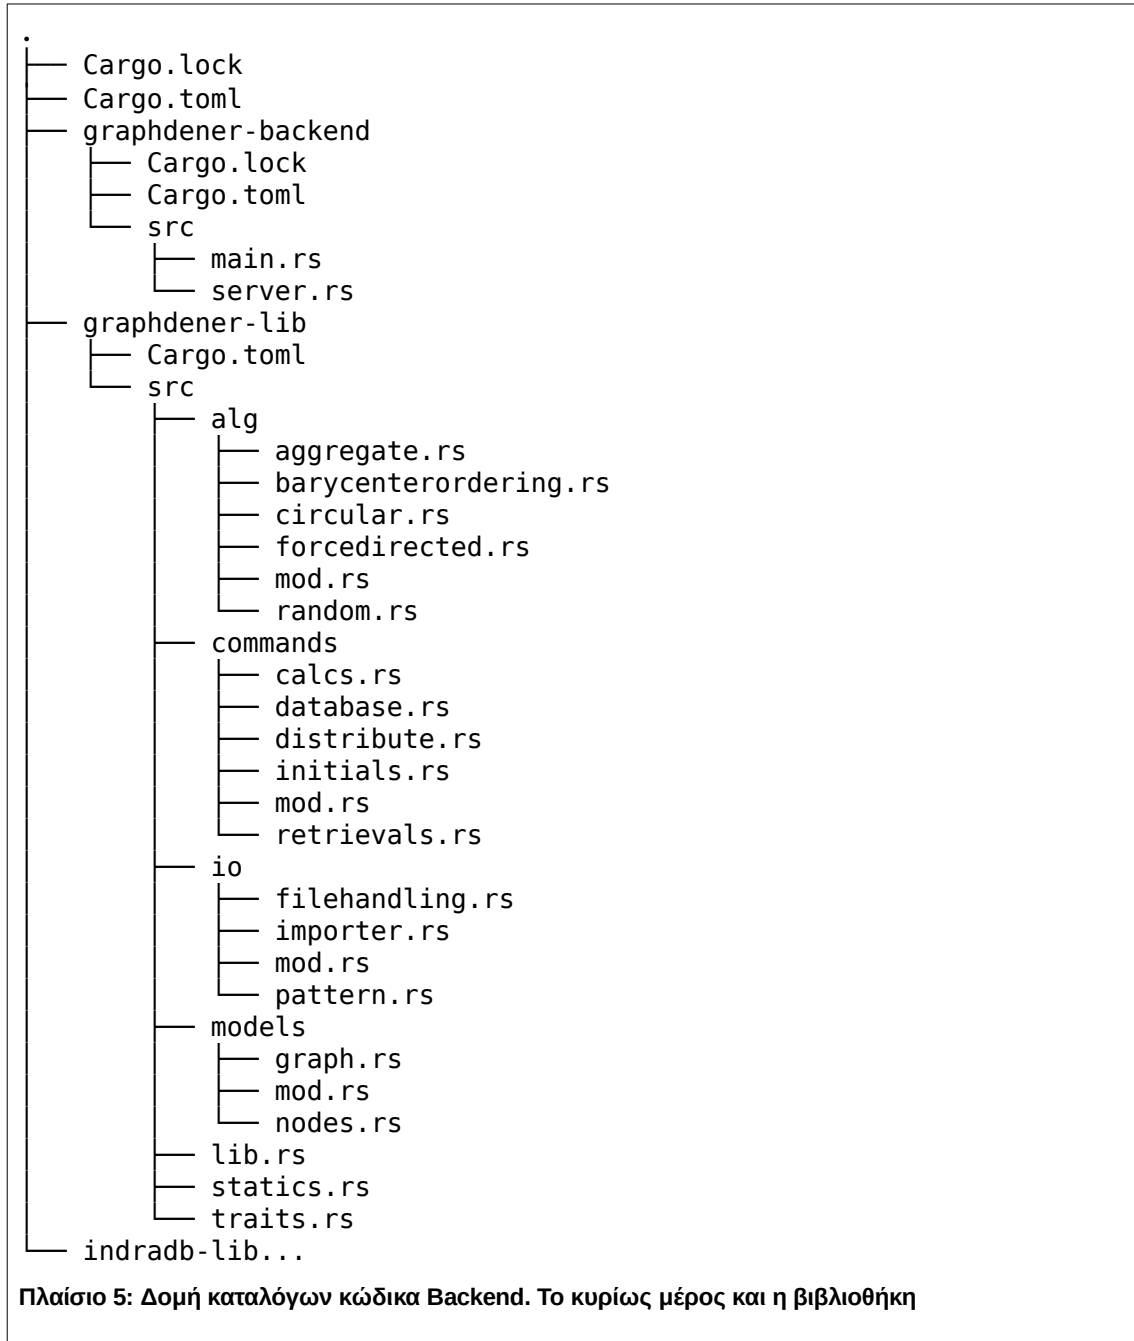 .
├── Cargo.lock
├── Cargo.toml
├── graphdener-backend
│   ├── Cargo.lock
│   ├── Cargo.toml
│   └── src
│       ├── main.rs
│       └── server.rs
├── graphdener-lib
│   ├── Cargo.toml
│   └── src
│       ├── alg
│       │   ├── aggregate.rs
│       │   ├── barycenterordering.rs
│       │   ├── circular.rs
│       │   ├── forcedirected.rs
│       │   ├── mod.rs
│       │   └── random.rs
│       ├── commands
│       │   ├── calcs.rs
│       │   ├── database.rs
│       │   ├── distribute.rs
│       │   ├── initials.rs
│       │   ├── mod.rs
│       │   └── retrievals.rs
│       ├── io
│       │   ├── filehandling.rs
│       │   ├── importer.rs
│       │   ├── mod.rs
│       │   └── pattern.rs
│       ├── models
│       │   ├── graph.rs
│       │   ├── mod.rs
│       │   └── nodes.rs
│       ├── lib.rs
│       ├── statics.rs
│       └── traits.rs
└── indradb-lib...
Πλαίσιο 5: Δομή καταλόγων κώδικα Backend. Το κυρίως μέρος και η βιβλιοθήκη